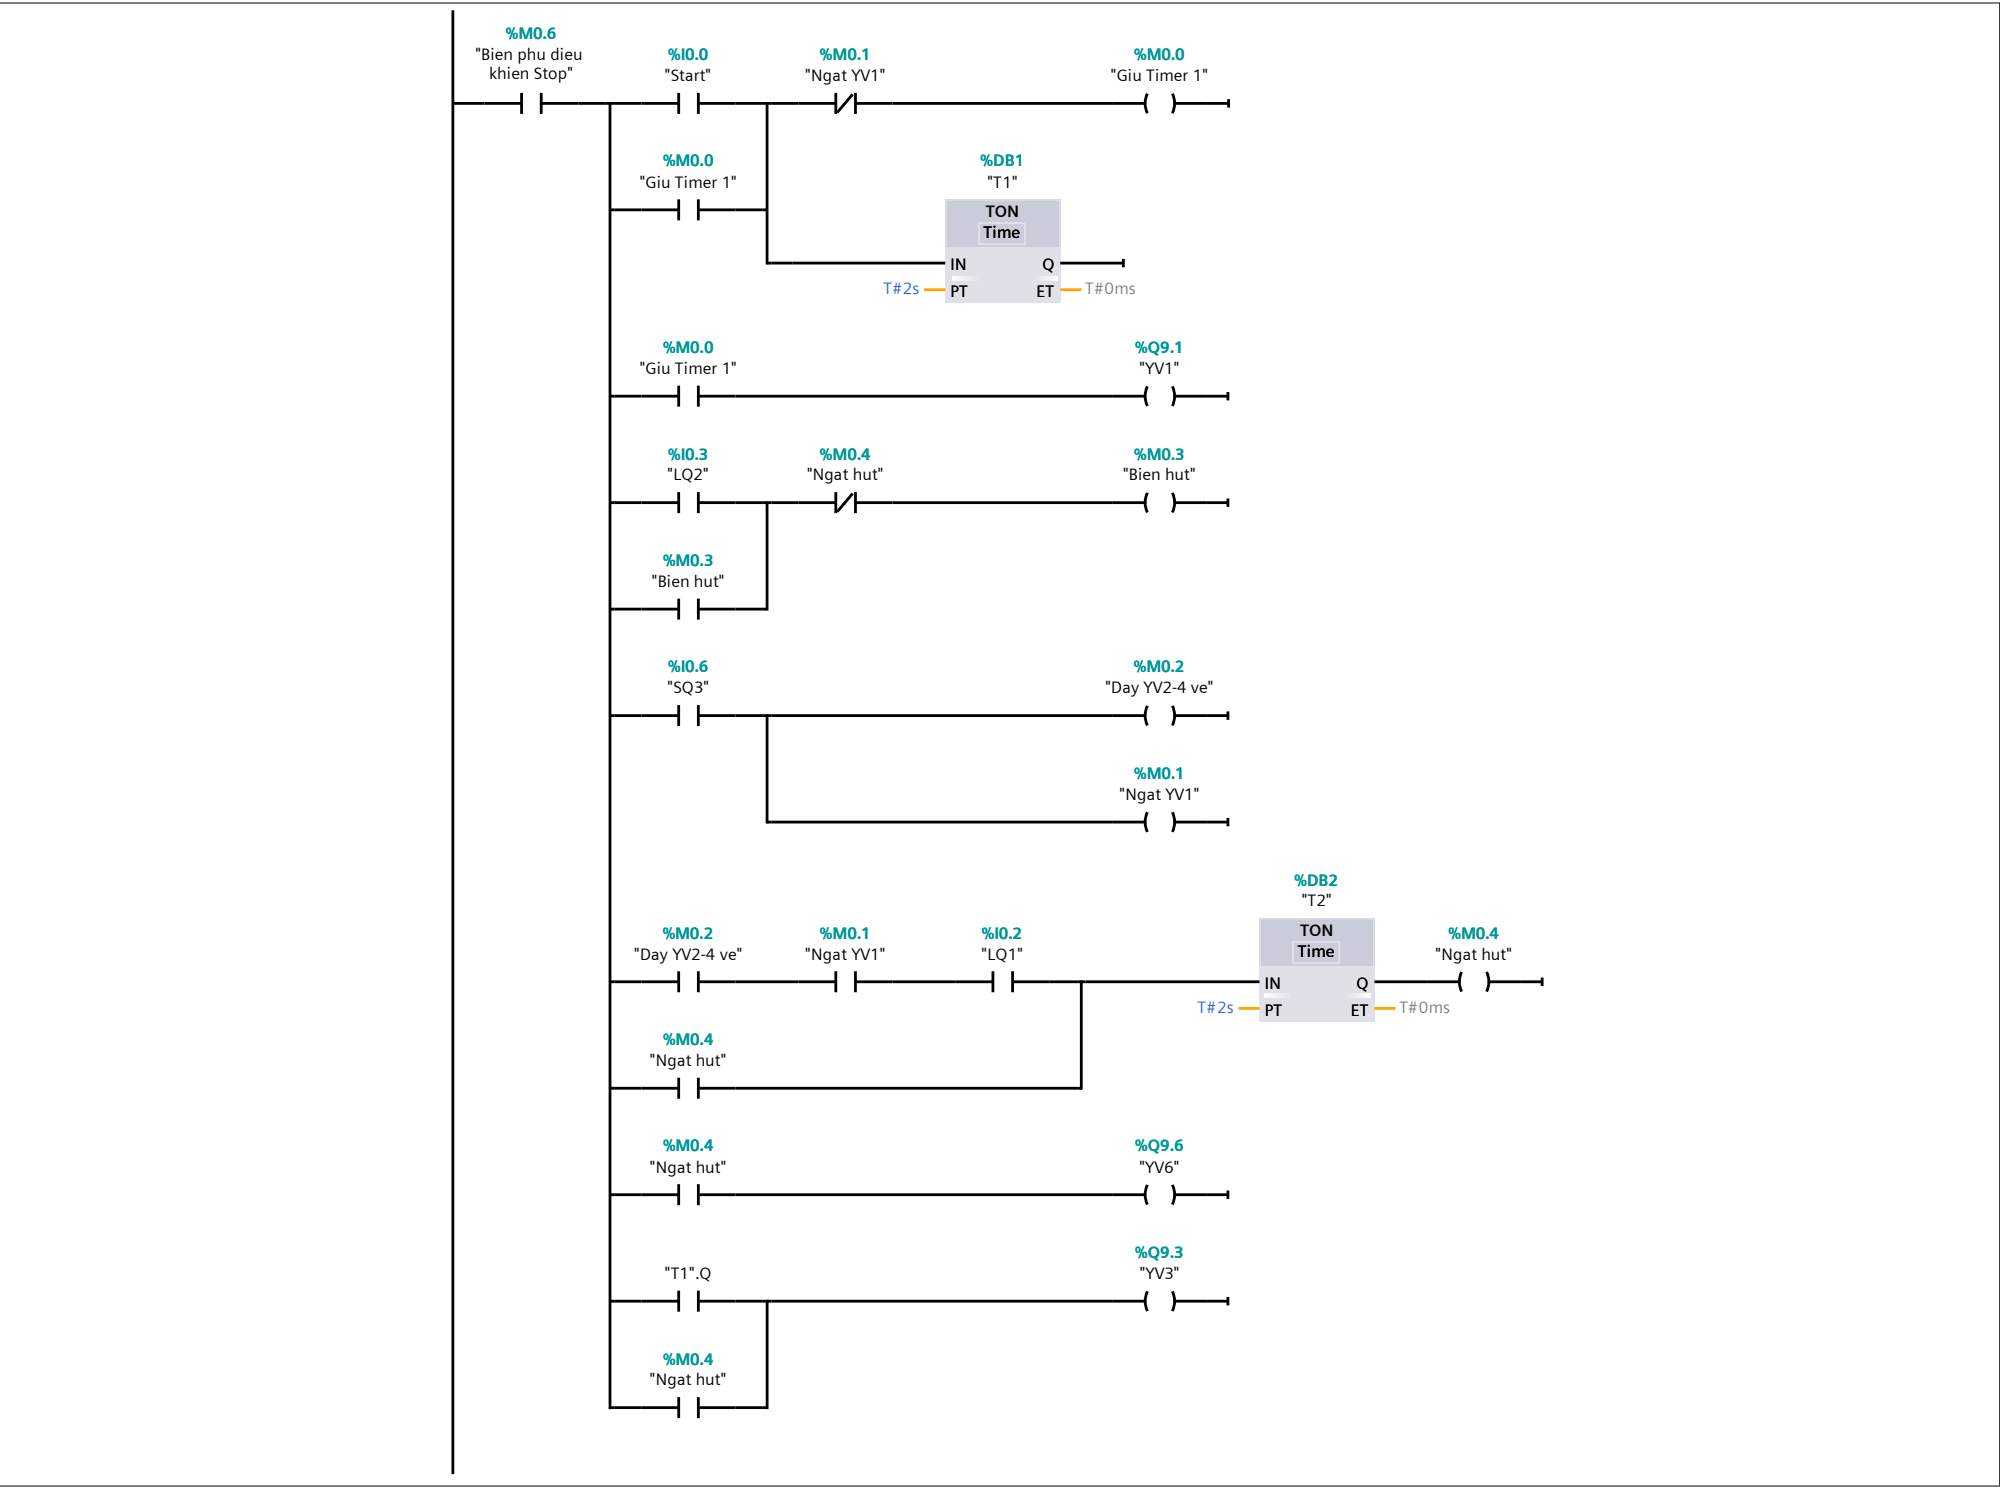 %M0.6
"Bien phu dieu
khien Stop"
%I0.0
"Start"
%M0.1
"Ngat YV1"
%M0.0
"Giu Timer 1"
%M0.0
"Giu Timer 1"
%DB1
"T1"
TON
Time
IN Q
T#2s PT ET T#0ms
%M0.0
"Giu Timer 1"
%Q9.1
"YV1"
%I0.3
"LQ2"
%M0.4
"Ngat hut"
%M0.3
"Bien hut"
%M0.3
"Bien hut"
%I0.6
"SQ3"
%M0.2
"Day YV2-4 ve"
%M0.1
"Ngat YV1"
%DB2
"T2"
TON
Time
%M0.2
"Day YV2-4 ve"
%M0.1
"Ngat YV1"
%I0.2
"LQ1"
IN Q
T#2s PT ET T#0ms
%M0.4
"Ngat hut"
%M0.4
"Ngat hut"
%M0.4
"Ngat hut"
%Q9.6
"YV6"
"T1".Q
%Q9.3
"YV3"
%M0.4
"Ngat hut"